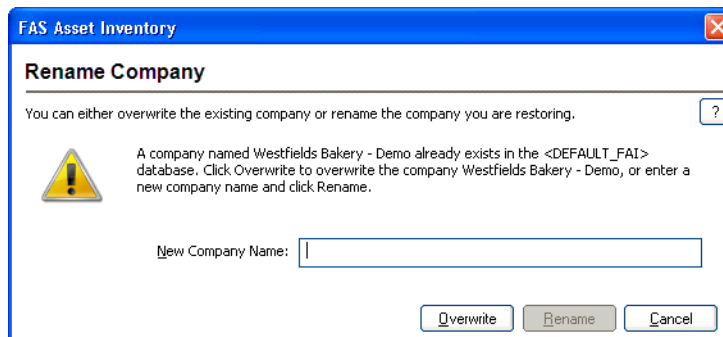 FAS Asset Inventory
Rename Company
You can either overwrite the existing company or rename the company you are restoring.
?
A company named Westfields Bakery - Demo already exists in the <DEFAULT_FAI>
database. Click Overwrite to overwrite the company Westfields Bakery - Demo, or enter a
new company name and click Rename.
New Company Name:
Overwrite Rename Cancel